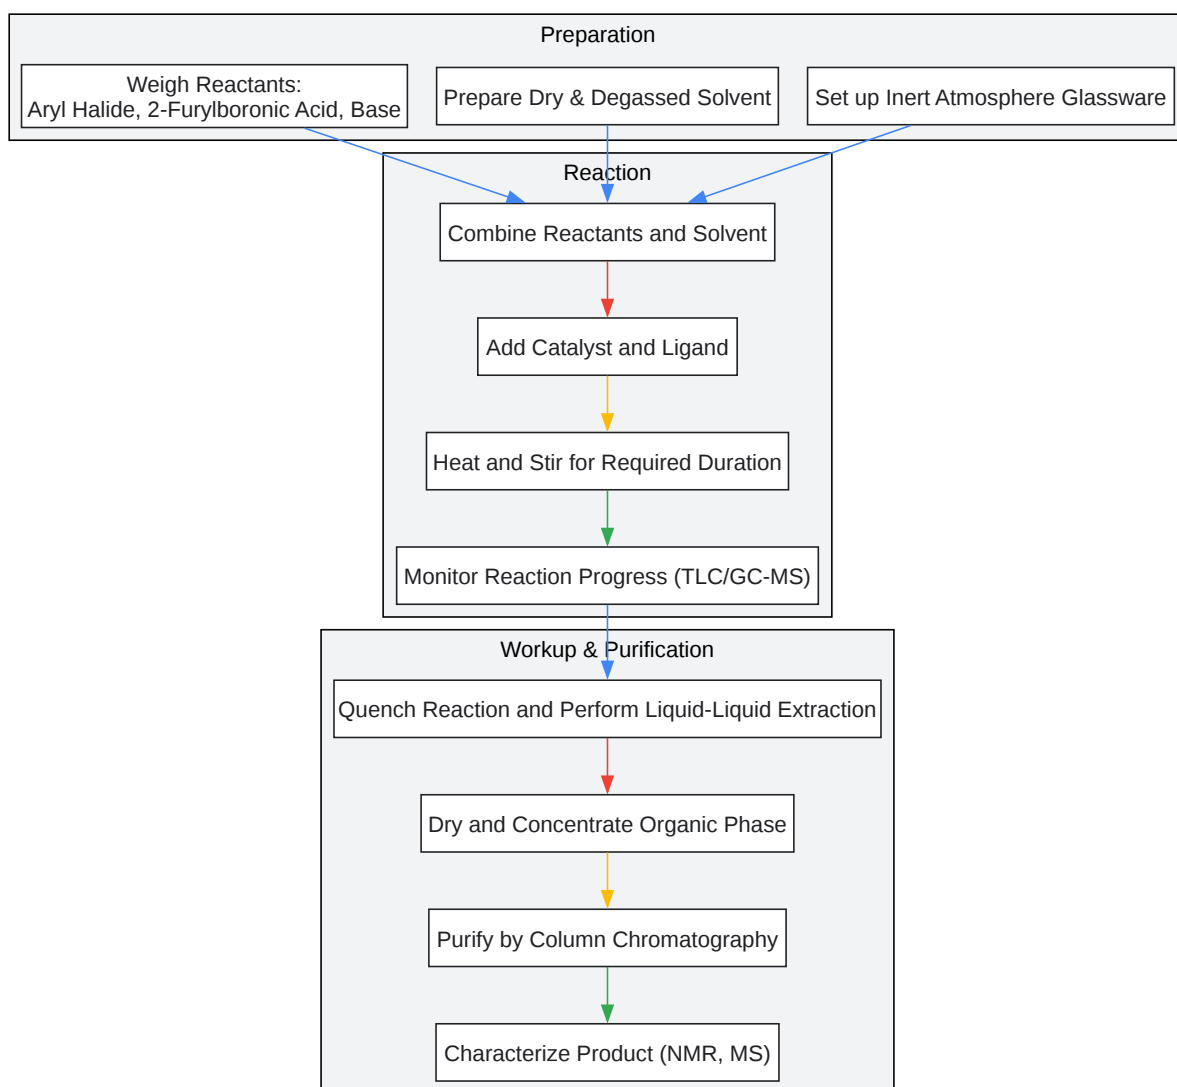 Preparation
Weigh Reactants:
Aryl Halide, 2-Furylboronic Acid, Base
Prepare Dry & Degassed Solvent
Set up Inert Atmosphere Glassware
Reaction
Combine Reactants and Solvent
Add Catalyst and Ligand
Heat and Stir for Required Duration
Monitor Reaction Progress (TLC/GC-MS)
Workup & Purification
Quench Reaction and Perform Liquid-Liquid Extraction
Dry and Concentrate Organic Phase
Purify by Column Chromatography
Characterize Product (NMR, MS)